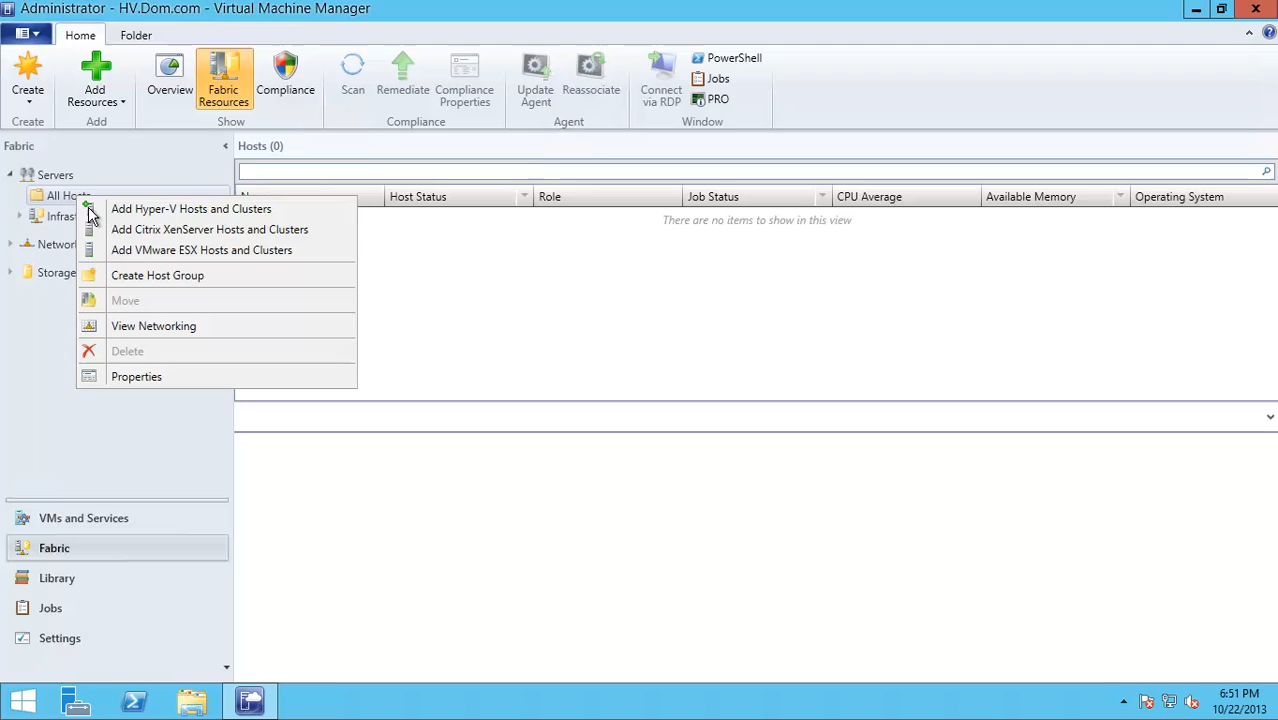 Administrator - HV.Dom.com - Virtual Machine Manager
Home Folder
Create
Add Resources
Overview
Fabric Resources
Compliance
Scan
Remediate
Compliance Properties
Update Agent
Reassociate
Connect via RDP
PowerShell
Jobs
PRO
Create Add Show Compliance Agent Window
Fabric
Hosts (0)
Servers
All Hosts
Host Status Role Job Status CPU Average Available Memory Operating System
There are no items to show in this view
Add Hyper-V Hosts and Clusters
Add Citrix XenServer Hosts and Clusters
Add VMware ESX Hosts and Clusters
Create Host Group
Move
View Networking
Delete
Properties
Storage
VMs and Services
Fabric
Library
Jobs
Settings
6:51 PM
10/22/2013